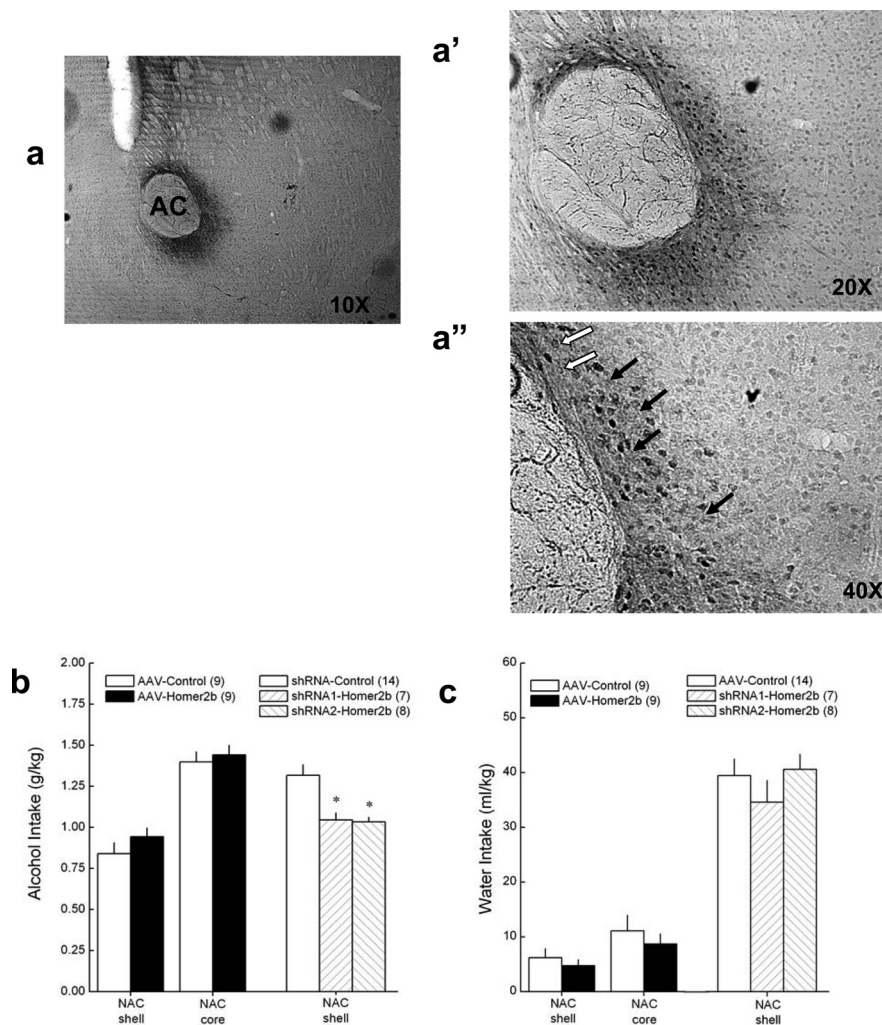 a
AC
10X
a'
20X
a"
40X
b
2.00
1.75
1.50
1.25
1.00
0.75
0.50
0.25
0.00
Alcohol Intake (g/kg)
AAV-Control (9)
AAV-Homer2b (9)
shRNA-Control (14)
shRNA1-Homer2b (7)
shRNA2-Homer2b (8)
*
*
NAC
shell
NAC
core
NAC
shell
c
60
50
40
30
20
10
0
Water Intake (ml/kg)
AAV-Control (9)
AAV-Homer2b (9)
AAV-Control (14)
shRNA1-Homer2b (7)
shRNA2-Homer2b (8)
NAC
shell
NAC
core
NAC
shell